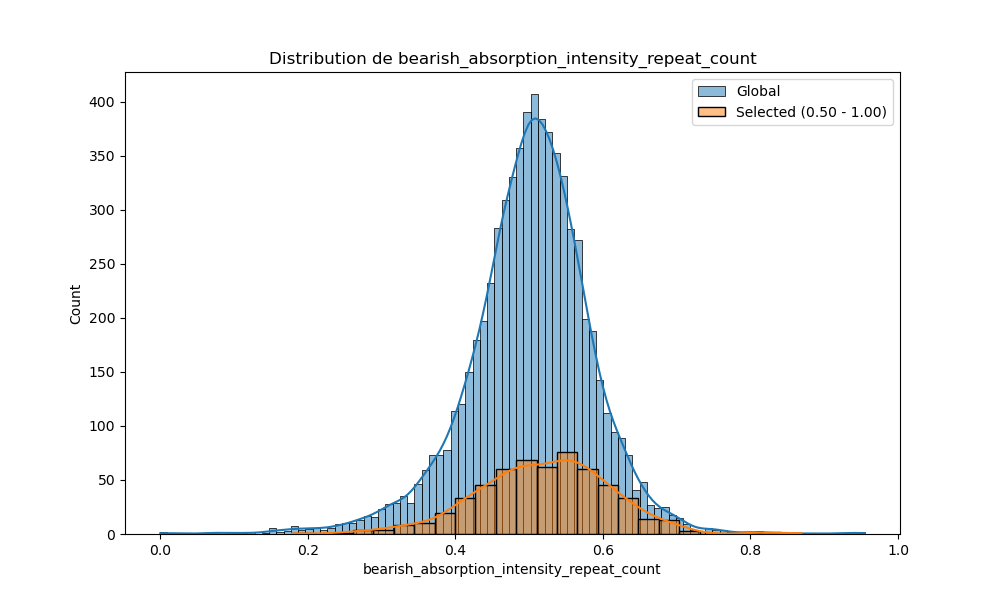 Distribution de bearish_absorption_intensity_repeat_count
Global
Selected (0.50 - 1.00)
Count
400
350
300
250
200
150
100
50
0
0.0 0.2 0.4 0.6 0.8 1.0
bearish_absorption_intensity_repeat_count